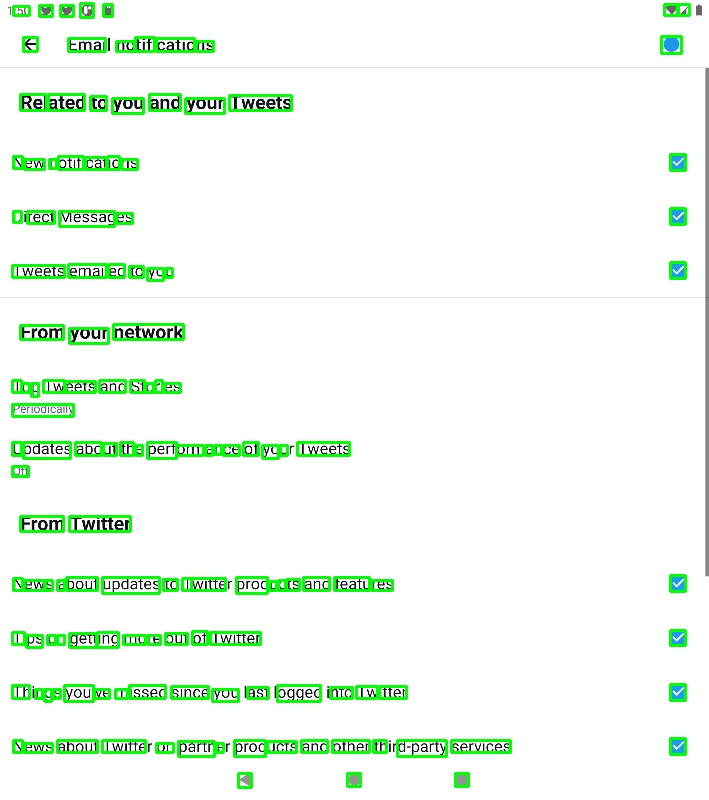 Email notifications
Related to you and your Tweets
New notifications
Direct Messages
Tweets emailed to you
From your network
Top Tweets and Stories
Periodically
Updates about the performance of your Tweets
Off
From Twitter
News about updates to Twitter products and features
Tips on getting more out of Twitter
Things you've missed since you last logged into Twitter
News about Twitter on partner products and other third-party services